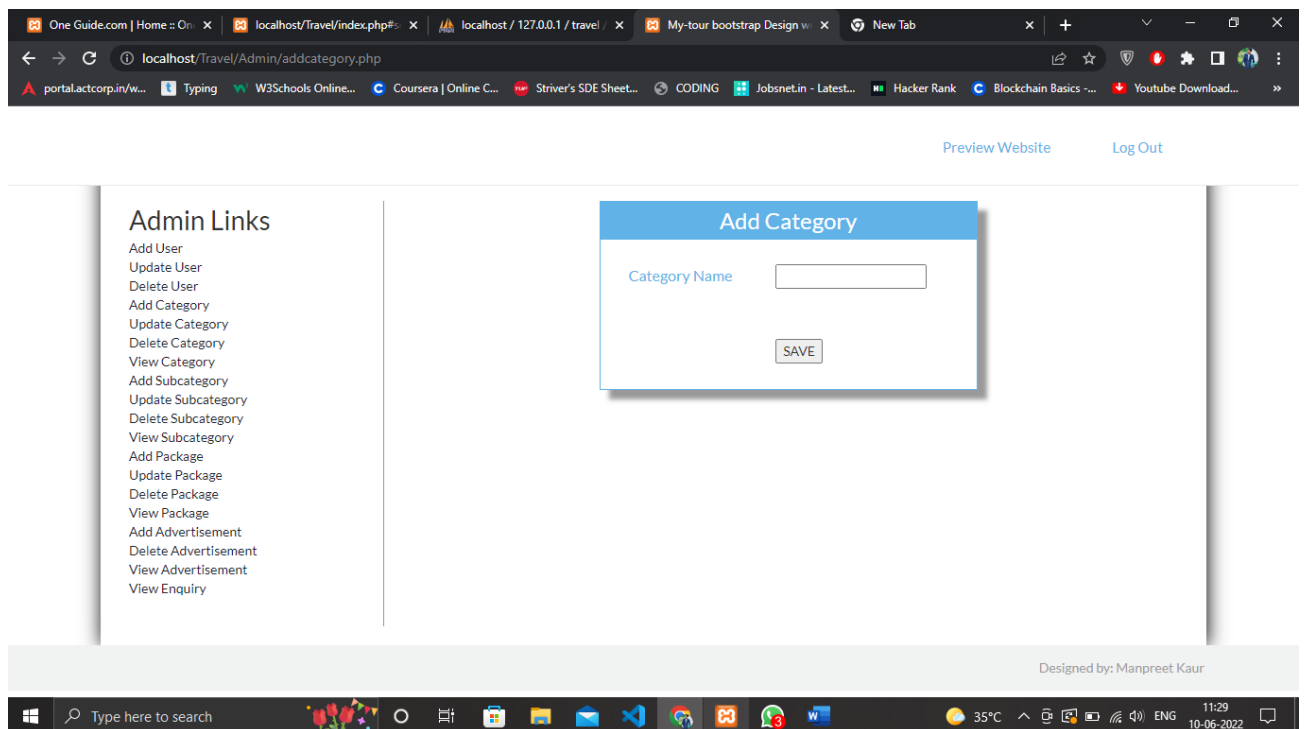 One Guide.com | Home :: On
localhost/Travel/index.php#s
localhost / 127.0.0.1 / travel /
My-tour bootstrap Design w
New Tab
localhost/Travel/Admin/addcategory.php
portal.actcorp.in/w...
Typing
W3Schools Online...
Coursera | Online C...
Striver's SDE Sheet...
CODING
Jobsnet.in - Latest...
Hacker Rank
Blockchain Basics -...
Youtube Download...
»
Preview Website
Log Out
Admin Links
Add User
Update User
Delete User
Add Category
Update Category
Delete Category
View Category
Add Subcategory
Update Subcategory
Delete Subcategory
View Subcategory
Add Package
Update Package
Delete Package
View Package
Add Advertisement
Delete Advertisement
View Advertisement
View Enquiry
Add Category
Category Name
SAVE
Designed by: Manpreet Kaur
Type here to search
3
35°C
ENG
11:29
10-06-2022